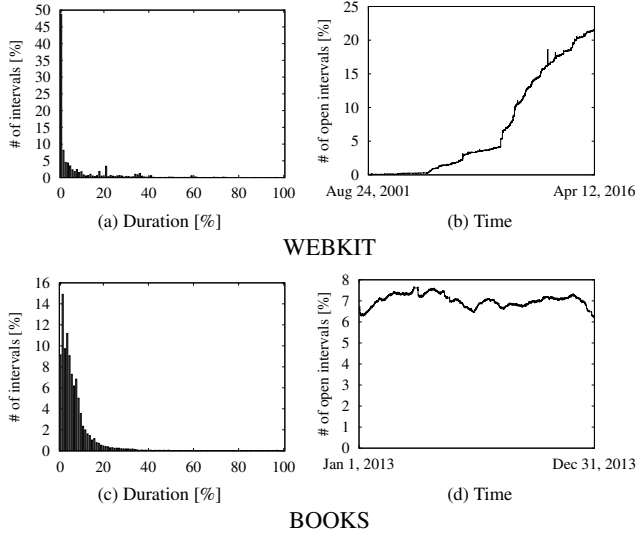 # of intervals [%]
50
45
40
35
30
25
20
15
10
5
0
0 20 40 60 80 100
(a) Duration [%]
# of open intervals [%]
25
20
15
10
5
0
Aug 24, 2001 Apr 12, 2016
(b) Time
WEBKIT
# of intervals [%]
16
14
12
10
8
6
4
2
0
0 20 40 60 80 100
(c) Duration [%]
# of open intervals [%]
8
7
6
5
4
3
2
1
0
Jan 1, 2013 Dec 31, 2013
(d) Time
BOOKS